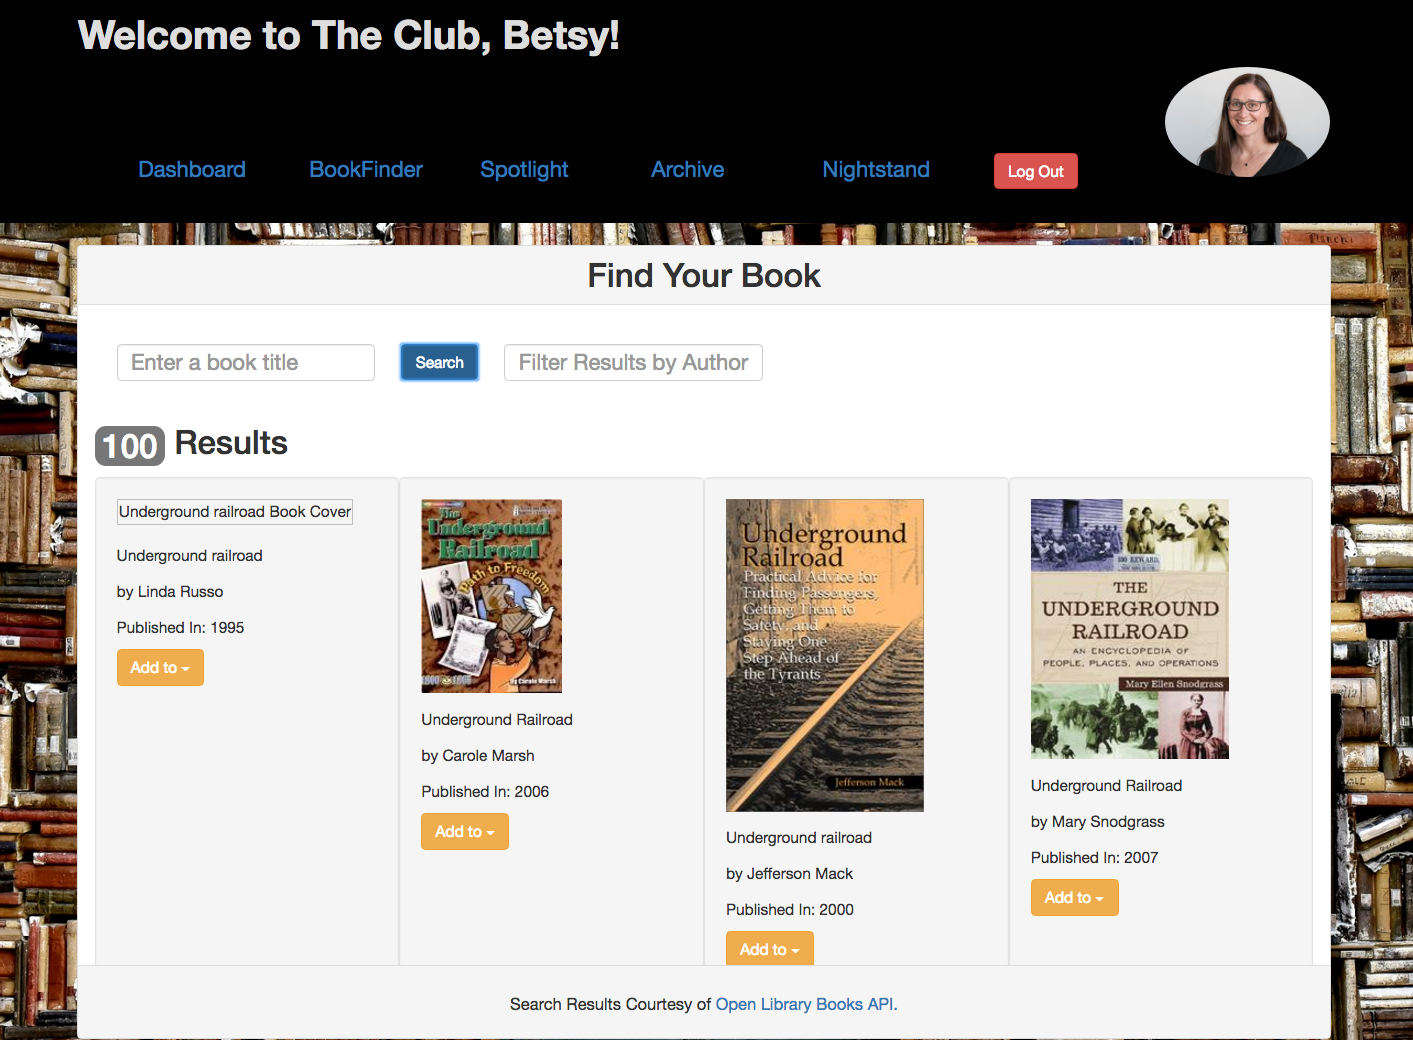 Welcome to The Club, Betsy!
Dashboard
BookFinder
Spotlight
Archive
Nightstand
Log Out
Find Your Book
Enter a book title
Search
Filter Results by Author
100 Results
Underground railroad Book Cover
Underground railroad
by Linda Russo
Published In: 1995
Add to
The
Underground
Railroad
Path to Freedom
By Carole Marsh
Underground Railroad
by Carole Marsh
Published In: 2006
Add to
Underground
Railroad
Practical Advice for
Finding Passengers,
Getting Them to
Safety, and
Staying One
Step Ahead of
the Tyrants
Jefferson Mack
Underground railroad
by Jefferson Mack
Published In: 2000
Add to
THE
UNDERGROUND
RAILROAD
AN ENCYCLOPEDIA OF
PEOPLE, PLACES, AND OPERATIONS
Mary Ellen Snodgrass
Underground Railroad
by Mary Snodgrass
Published In: 2007
Add to
Search Results Courtesy of Open Library Books API.